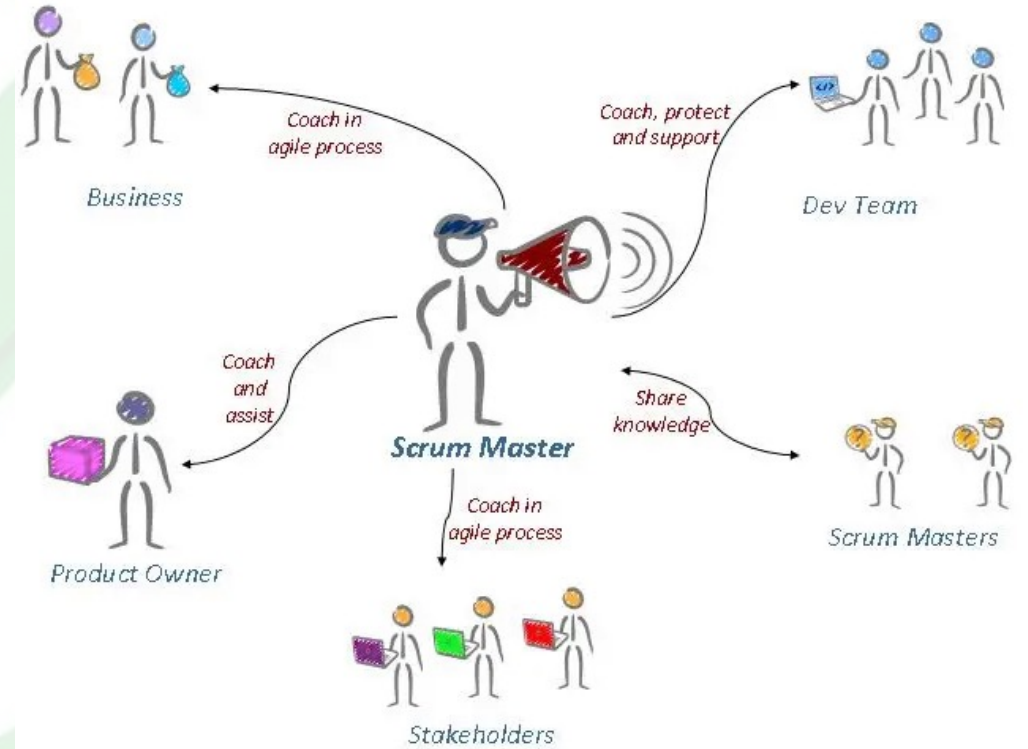 Coach in
agile process
Coach, protect
and support
Business
Dev Team
Coach
and
assist
Share
knowledge
Scrum Master
Coach in
agile process
Scrum Masters
Product Owner
Stakeholders